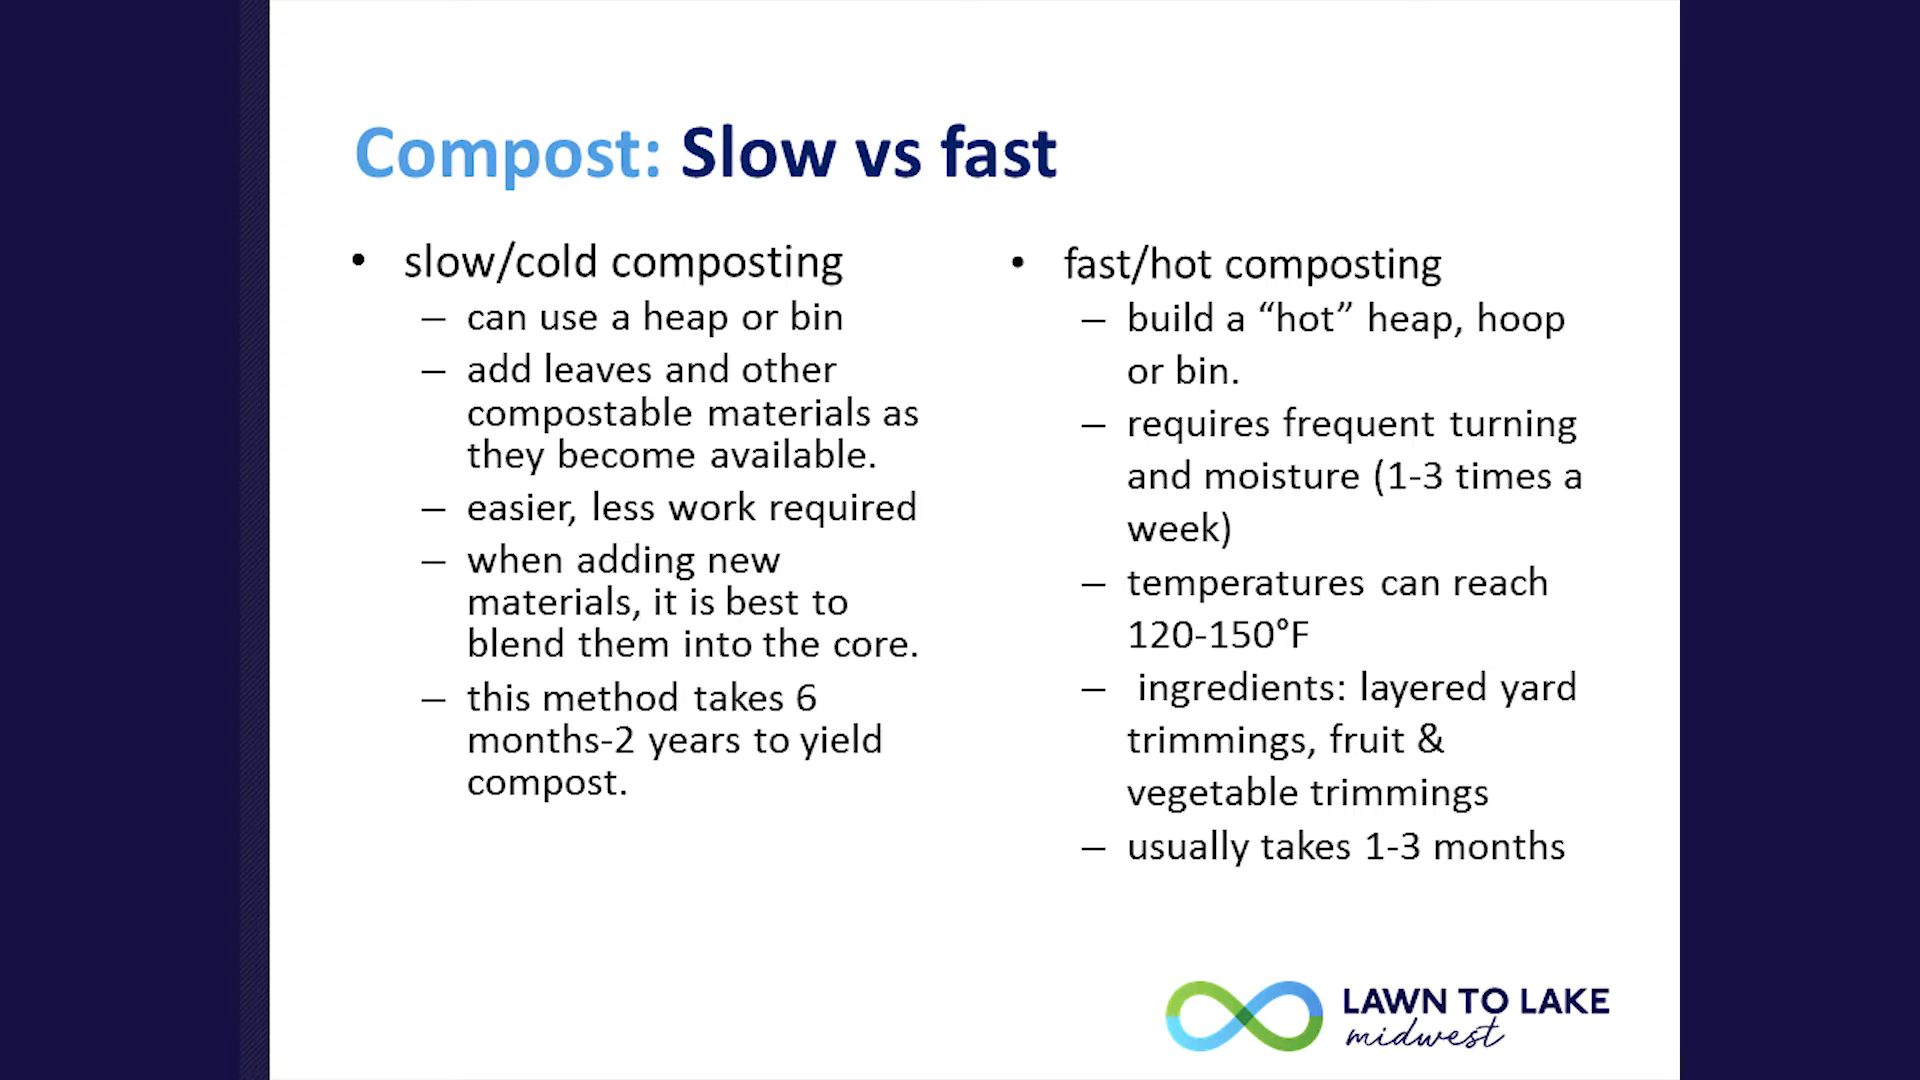 Compost: Slow vs fast
• slow/cold composting
– can use a heap or bin
– add leaves and other
compostable materials as
they become available.
– easier, less work required
– when adding new
materials, it is best to
blend them into the core.
– this method takes 6
months-2 years to yield
compost.
• fast/hot composting
– build a “hot” heap, hoop
or bin.
– requires frequent turning
and moisture (1-3 times a
week)
– temperatures can reach
120-150°F
– ingredients: layered yard
trimmings, fruit &
vegetable trimmings
– usually takes 1-3 months
LAWN TO LAKE
midwest